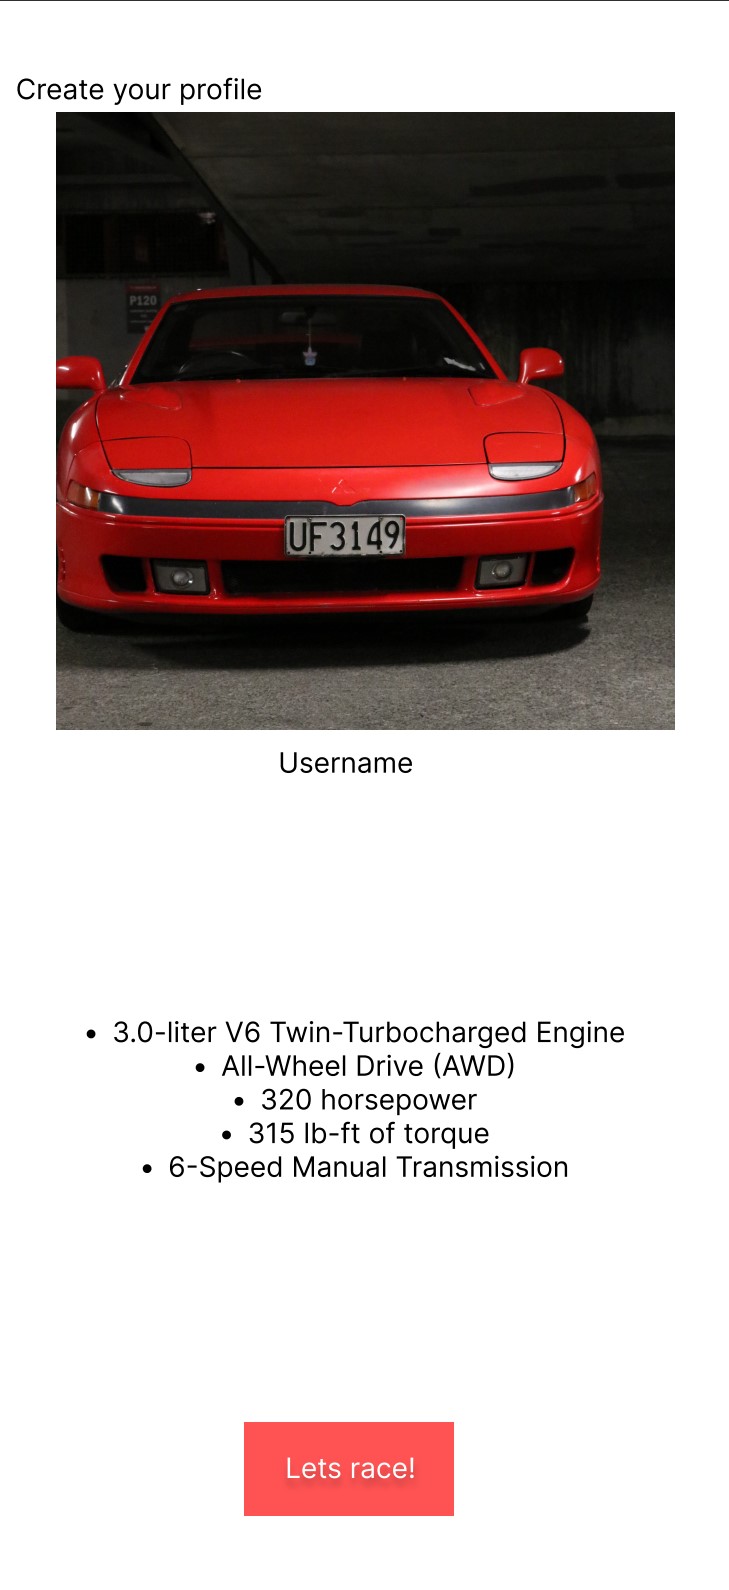 Create your profile
P120
UF3149
Username
• 3.0-liter V6 Twin-Turbocharged Engine
• All-Wheel Drive (AWD)
• 320 horsepower
• 315 lb-ft of torque
• 6-Speed Manual Transmission
Lets race!